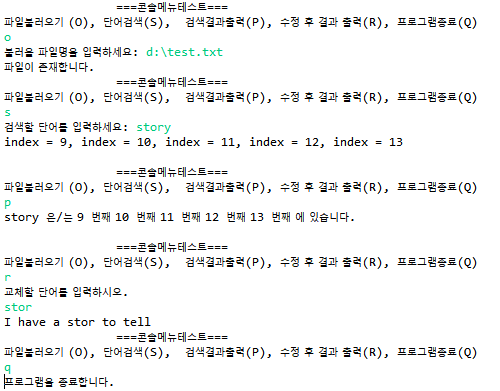 ===콘솔메뉴테스트===
파일불러오기 (O), 단어검색(S),  검색결과출력(P), 수정 후 결과 출력(R), 프로그램종료(Q)
o
불러올 파일명을 입력하세요: d:\test.txt
파일이 존재합니다.
===콘솔메뉴테스트===
파일불러오기 (O), 단어검색(S),  검색결과출력(P), 수정 후 결과 출력(R), 프로그램종료(Q)
s
검색할 단어를 입력하세요: story
index = 9, index = 10, index = 11, index = 12, index = 13
===콘솔메뉴테스트===
파일불러오기 (O), 단어검색(S),  검색결과출력(P), 수정 후 결과 출력(R), 프로그램종료(Q)
p
story 은/는 9 번째 10 번째 11 번째 12 번째 13 번째 에 있습니다.
===콘솔메뉴테스트===
파일불러오기 (O), 단어검색(S),  검색결과출력(P), 수정 후 결과 출력(R), 프로그램종료(Q)
r
교체할 단어를 입력하시오.
stor
I have a stor to tell
===콘솔메뉴테스트===
파일불러오기 (O), 단어검색(S),  검색결과출력(P), 수정 후 결과 출력(R), 프로그램종료(Q)
q
프로그램을 종료합니다.